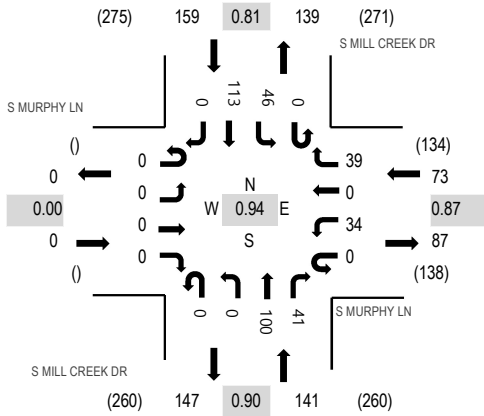 (275) 159 0.81 139 (271)
S MILL CREEK DR
0 113 46 0
S MURPHY LN
() 0 39 (134)
0 0 0 73
0.00 N
W 0.94 E 0.87
0 0 S 34 87
() 0 0 (138)
0 0 100 41
S MURPHY LN
S MILL CREEK DR
(260) 147 0.90 141 (260)